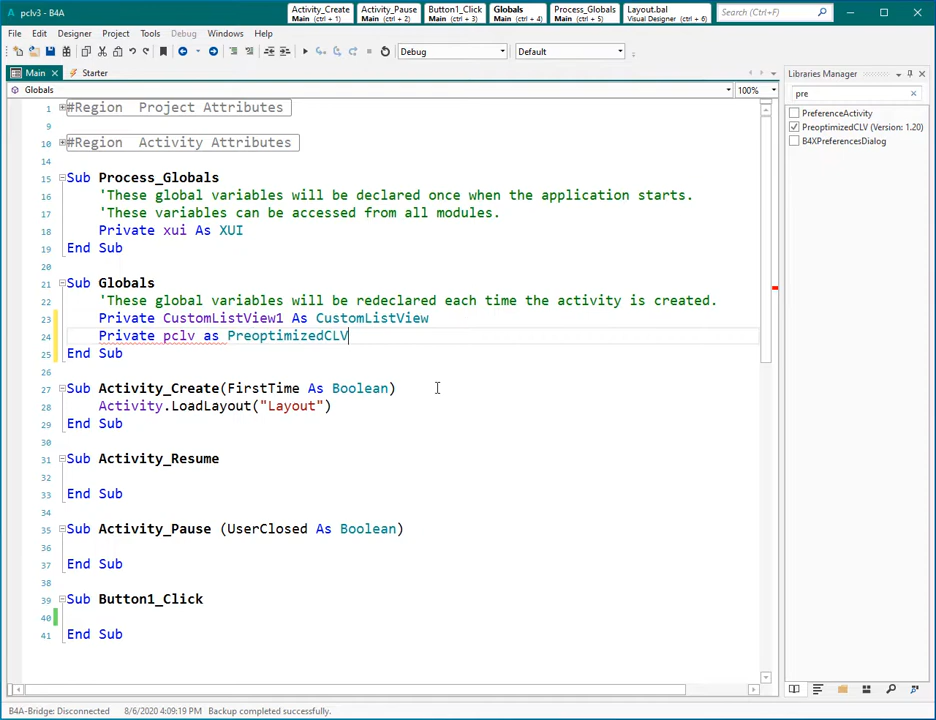 pclv3 - B4A
Activity_Create
Main (ctrl + 1)
Activity_Pause
Main (ctrl + 2)
Button1_Click
Main (ctrl + 3)
Globals
Main (ctrl + 4)
Process_Globals
Main (ctrl + 5)
Layout.bal
Visual Designer (ctrl + 6)
Search (Ctrl+F)
File Edit Designer Project Tools Debug Windows Help
Debug Default
Main Starter
Globals 100%
1 #Region Project Attributes
9
10 #Region Activity Attributes
14
15 Sub Process_Globals
16 'These global variables will be declared once when the application starts.
17 'These variables can be accessed from all modules.
18 Private xui As XUI
19 End Sub
20
21 Sub Globals
22 'These global variables will be redeclared each time the activity is created.
23 Private CustomListView1 As CustomListView
24 Private pclv as PreoptimizedCLV
25 End Sub
26
27 Sub Activity_Create(FirstTime As Boolean)
28 Activity.LoadLayout("Layout")
29 End Sub
30
31 Sub Activity_Resume
32
33 End Sub
34
35 Sub Activity_Pause (UserClosed As Boolean)
36
37 End Sub
38
39 Sub Button1_Click
40
41 End Sub
Libraries Manager
pre
PreferenceActivity
PreoptimizedCLV (Version: 1.20)
B4XPreferencesDialog
B4A-Bridge: Disconnected 8/6/2020 4:09:19 PM Backup completed successfully.